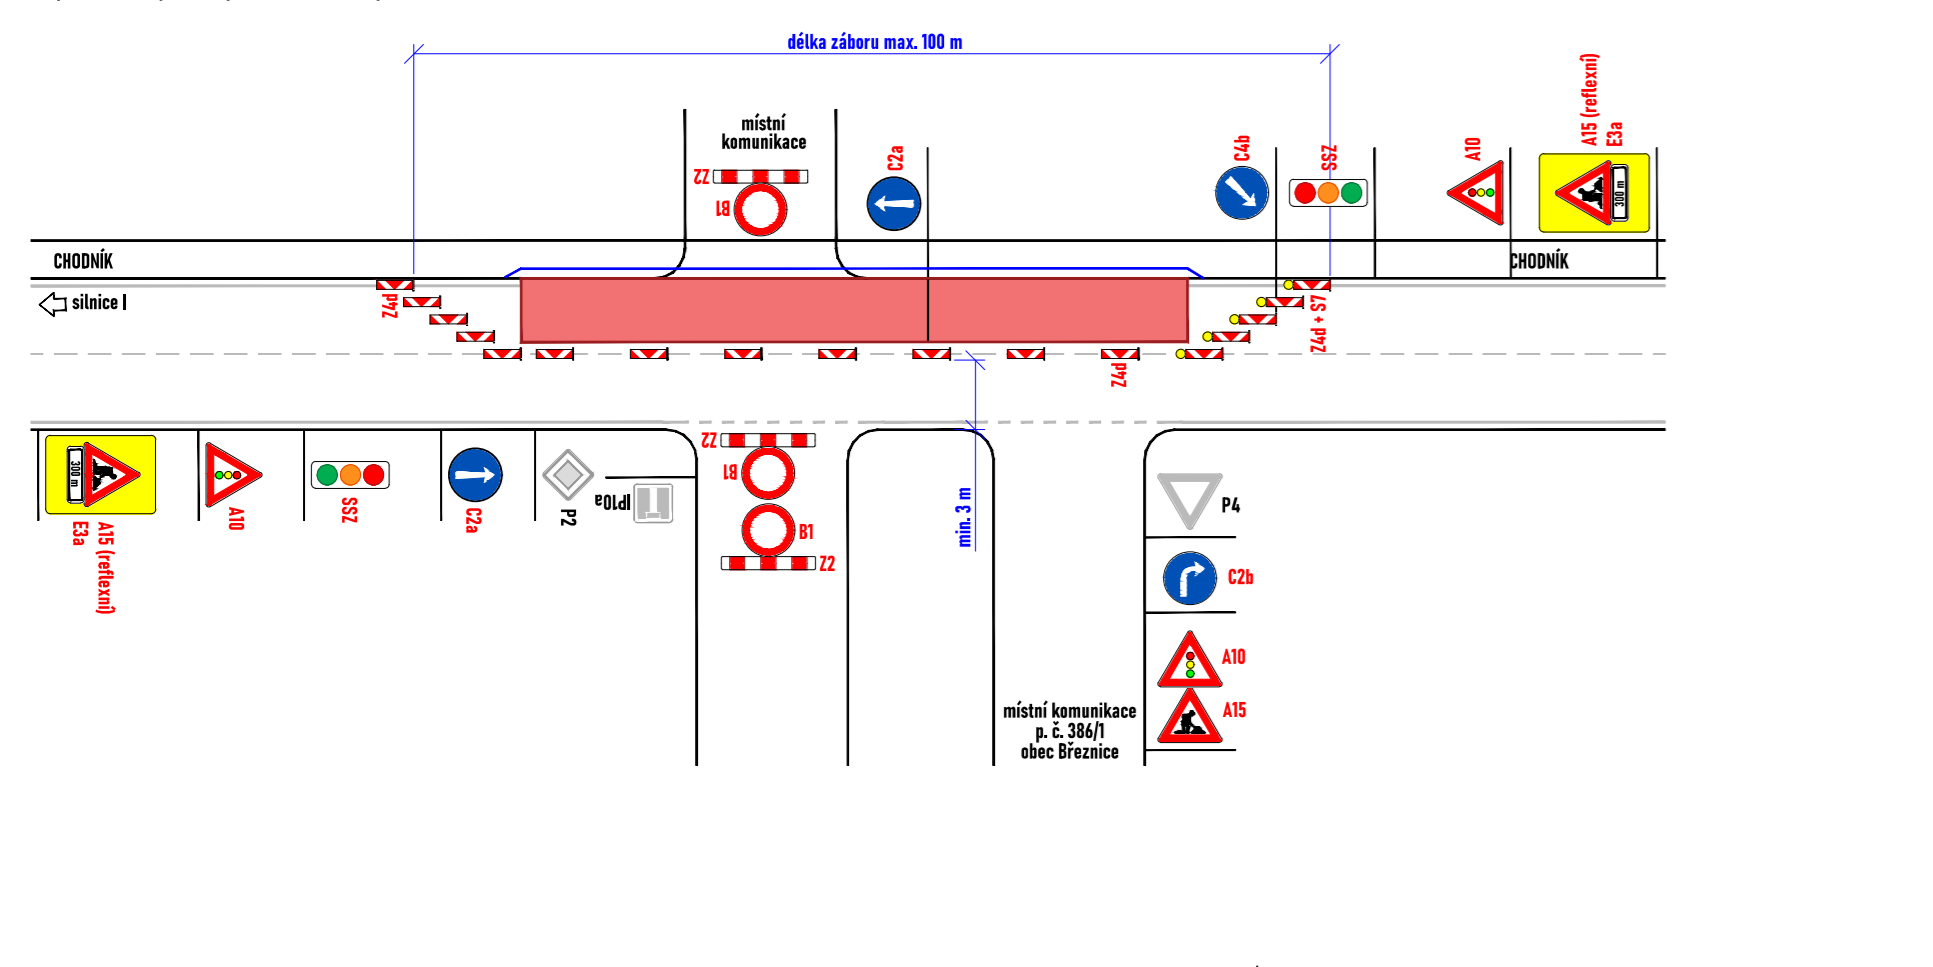 délka záboru max. 100 m
A15 (reflexní)
E3a
místní
komunikace
C2a
C4b
SSZ
A10
Z2
B1
300 m
CHODNÍK
CHODNÍK
silnice I
Z4d
Z4d + S7
Z4d
Z2
B1
300 m
IP10a
min. 3 m
P4
A10
SSZ
C2a
P2
A15 (reflexní)
E3a
B1
Z2
C2b
A10
A15
místní komunikace
p. č. 386/1
obec Březnice